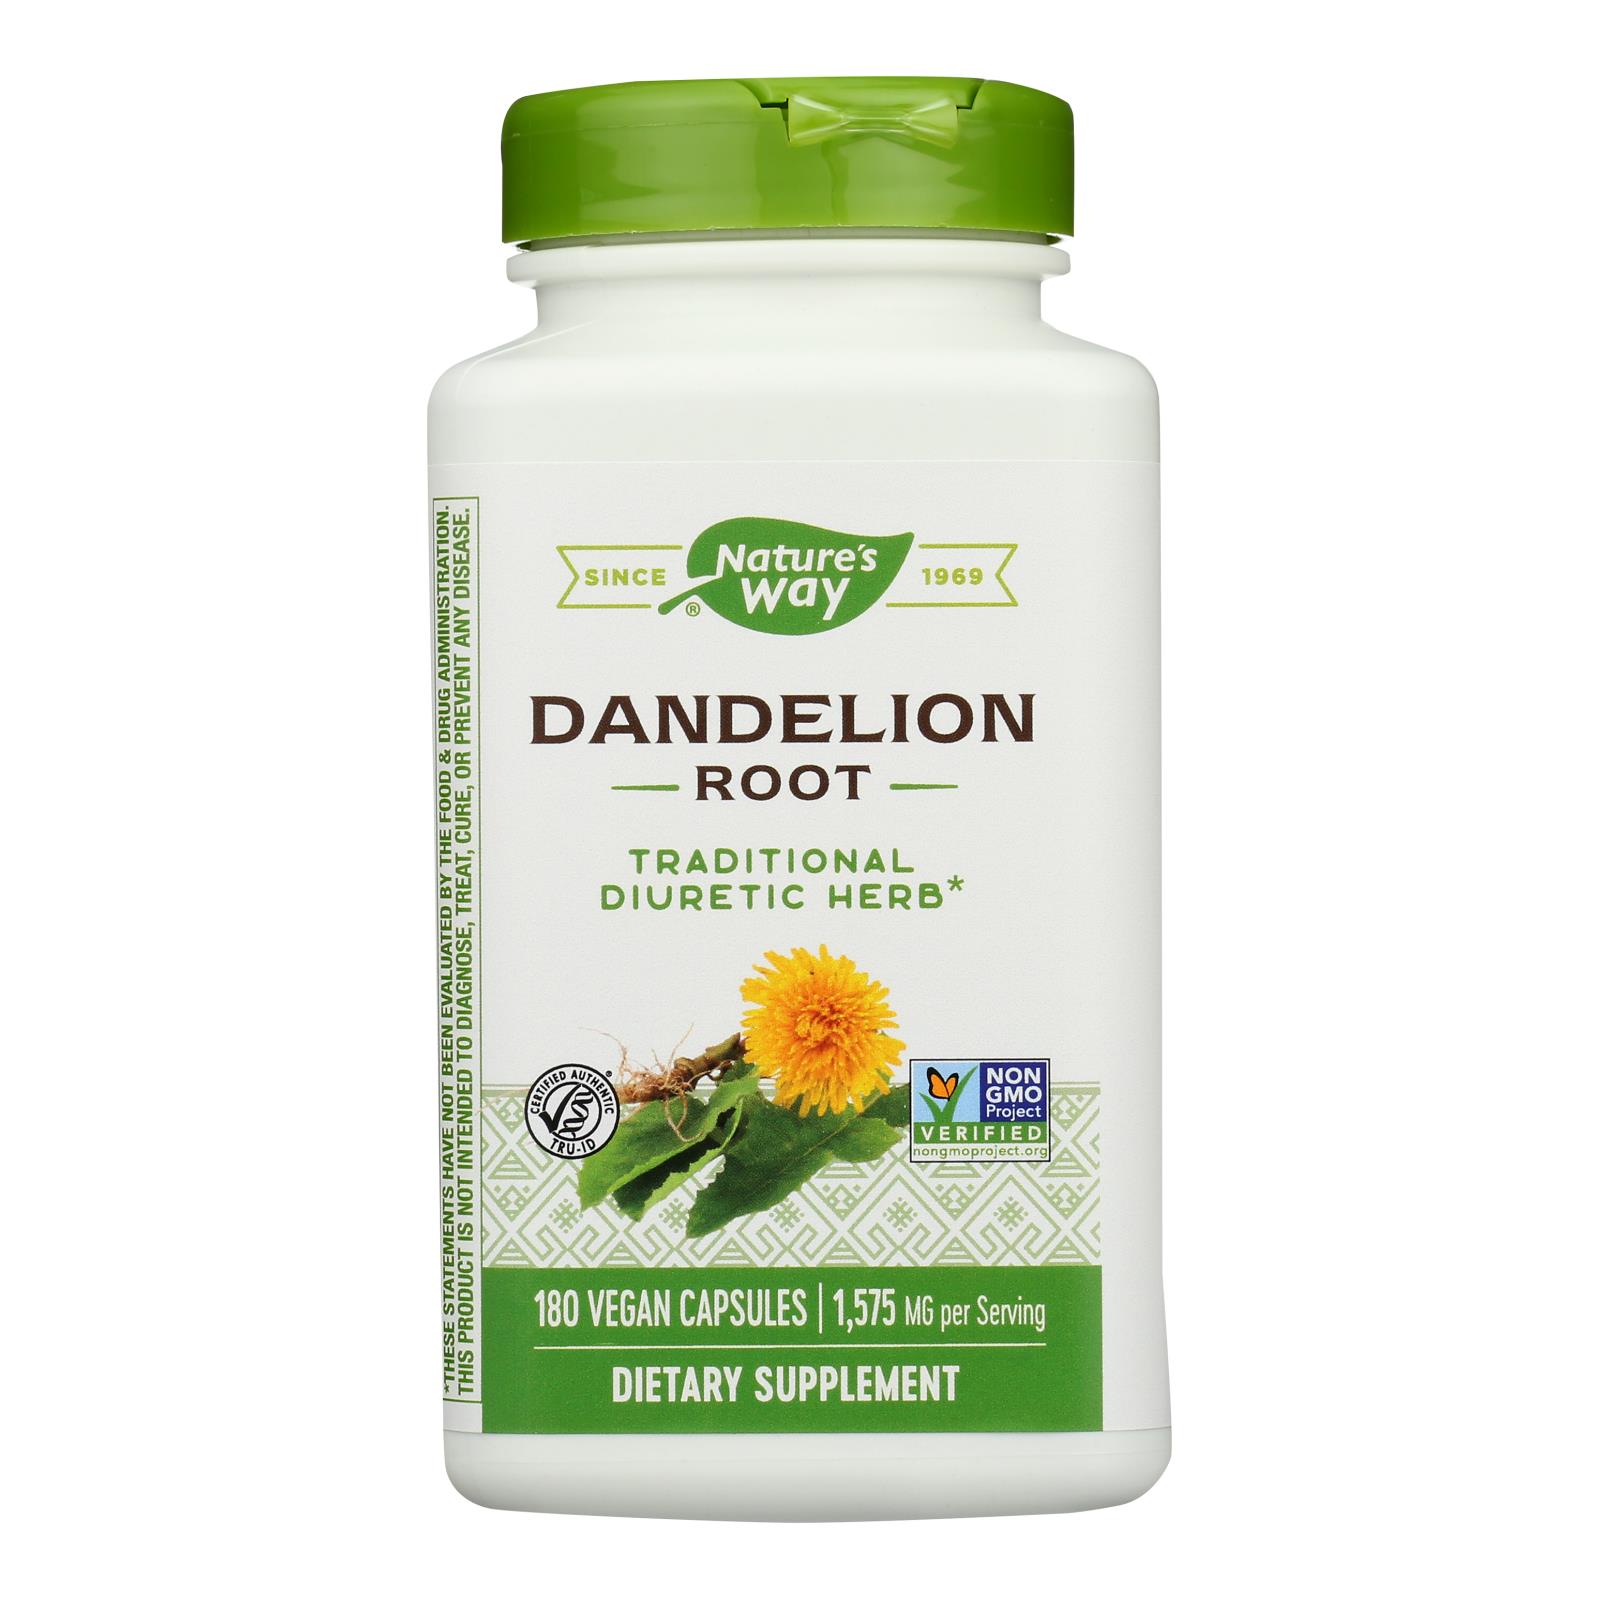 SINCE
Nature's
Way
®
1969
DANDELION
ROOT
TRADITIONAL
DIURETIC HERB*
CERTIFIED AUTHENTIC
TRU-ID
®
NON
GMO
Project
VERIFIED
nongmoproject.org
180 VEGAN CAPSULES | 1,575 MG per Serving
DIETARY SUPPLEMENT
*THESE STATEMENTS HAVE NOT BEEN EVALUATED BY THE FOOD & DRUG ADMINISTRATION.
THIS PRODUCT IS NOT INTENDED TO DIAGNOSE, TREAT, CURE, OR PREVENT ANY DISEASE.